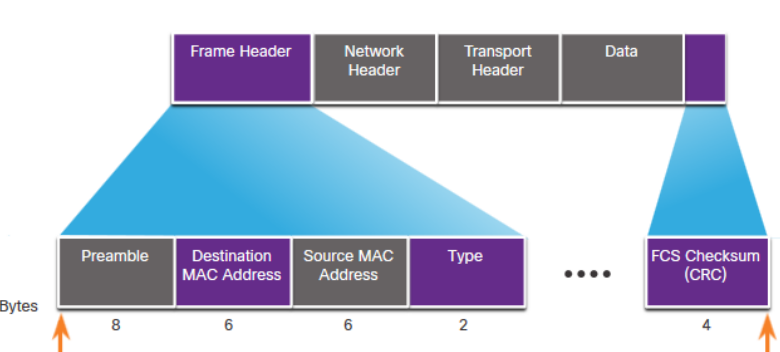 Frame Header
Network
Header
Transport
Header
Data
Preamble
Destination
MAC Address
Source MAC
Address
Type
FCS Checksum
(CRC)
Bytes
8
6
6
2
4